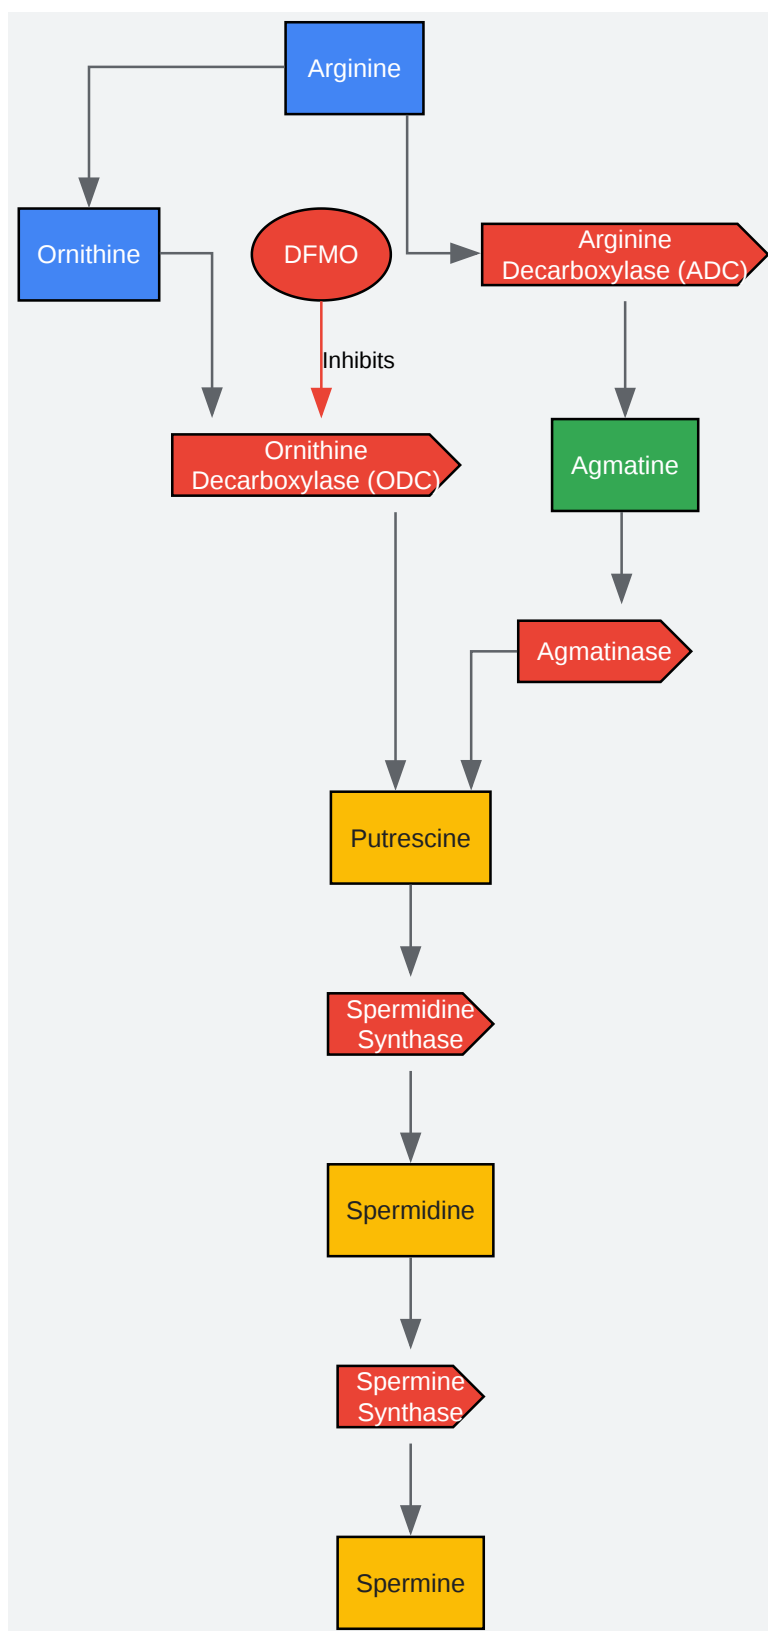 Arginine
Ornithine
DFMO
Arginine
Decarboxylase (ADC)
Inhibits
Ornithine
Decarboxylase (ODC)
Agmatine
Agmatinase
Putrescine
Spermidine
Synthase
Spermidine
Spermine
Synthase
Spermine